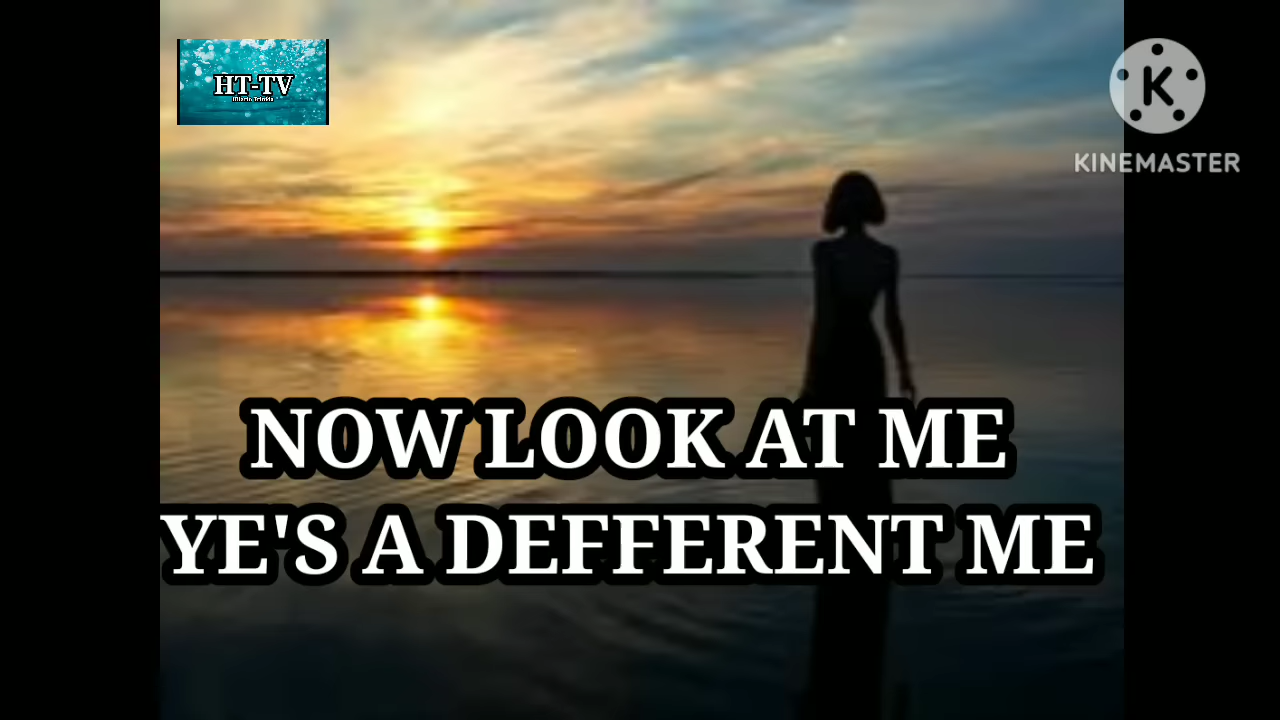 HT-TV
K
KINEMASTER
NOW LOOK AT ME
YE'S A DEFFERENT ME